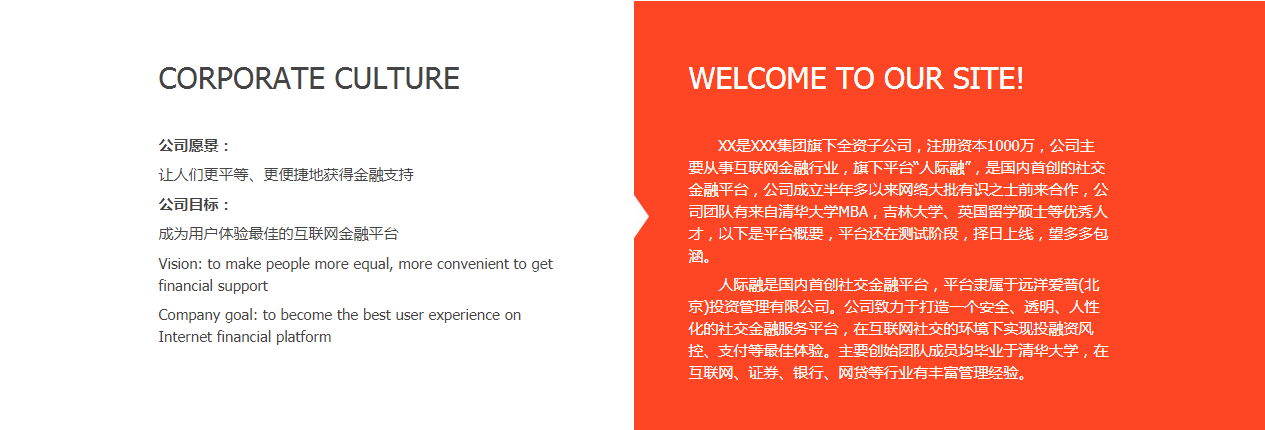 CORPORATE CULTURE
公司愿景：
让人们更平等、更便捷地获得金融支持
公司目标：
成为用户体验最佳的互联网金融平台
Vision: to make people more equal, more convenient to get
financial support
Company goal: to become the best user experience on
Internet financial platform
WELCOME TO OUR SITE!
XX是XXX集团旗下全资子公司，注册资本1000万，公司主
要从事互联网金融行业，旗下平台“人际融”，是国内首创的社交
金融平台，公司成立半年多以来网络大批有识之士前来合作，公
司团队有来自清华大学MBA，吉林大学、英国留学硕士等优秀人
才，以下是平台概要，平台还在测试阶段，择日上线，望多多包
涵。
人际融是国内首创社交金融平台，平台隶属于远洋爱普(北
京)投资管理有限公司。公司致力于打造一个安全、透明、人性
化的社交金融服务平台，在互联网社交的环境下实现投融资风
控、支付等最佳体验。主要创始团队成员均毕业于清华大学，在
互联网、证券、银行、网贷等行业有丰富管理经验。